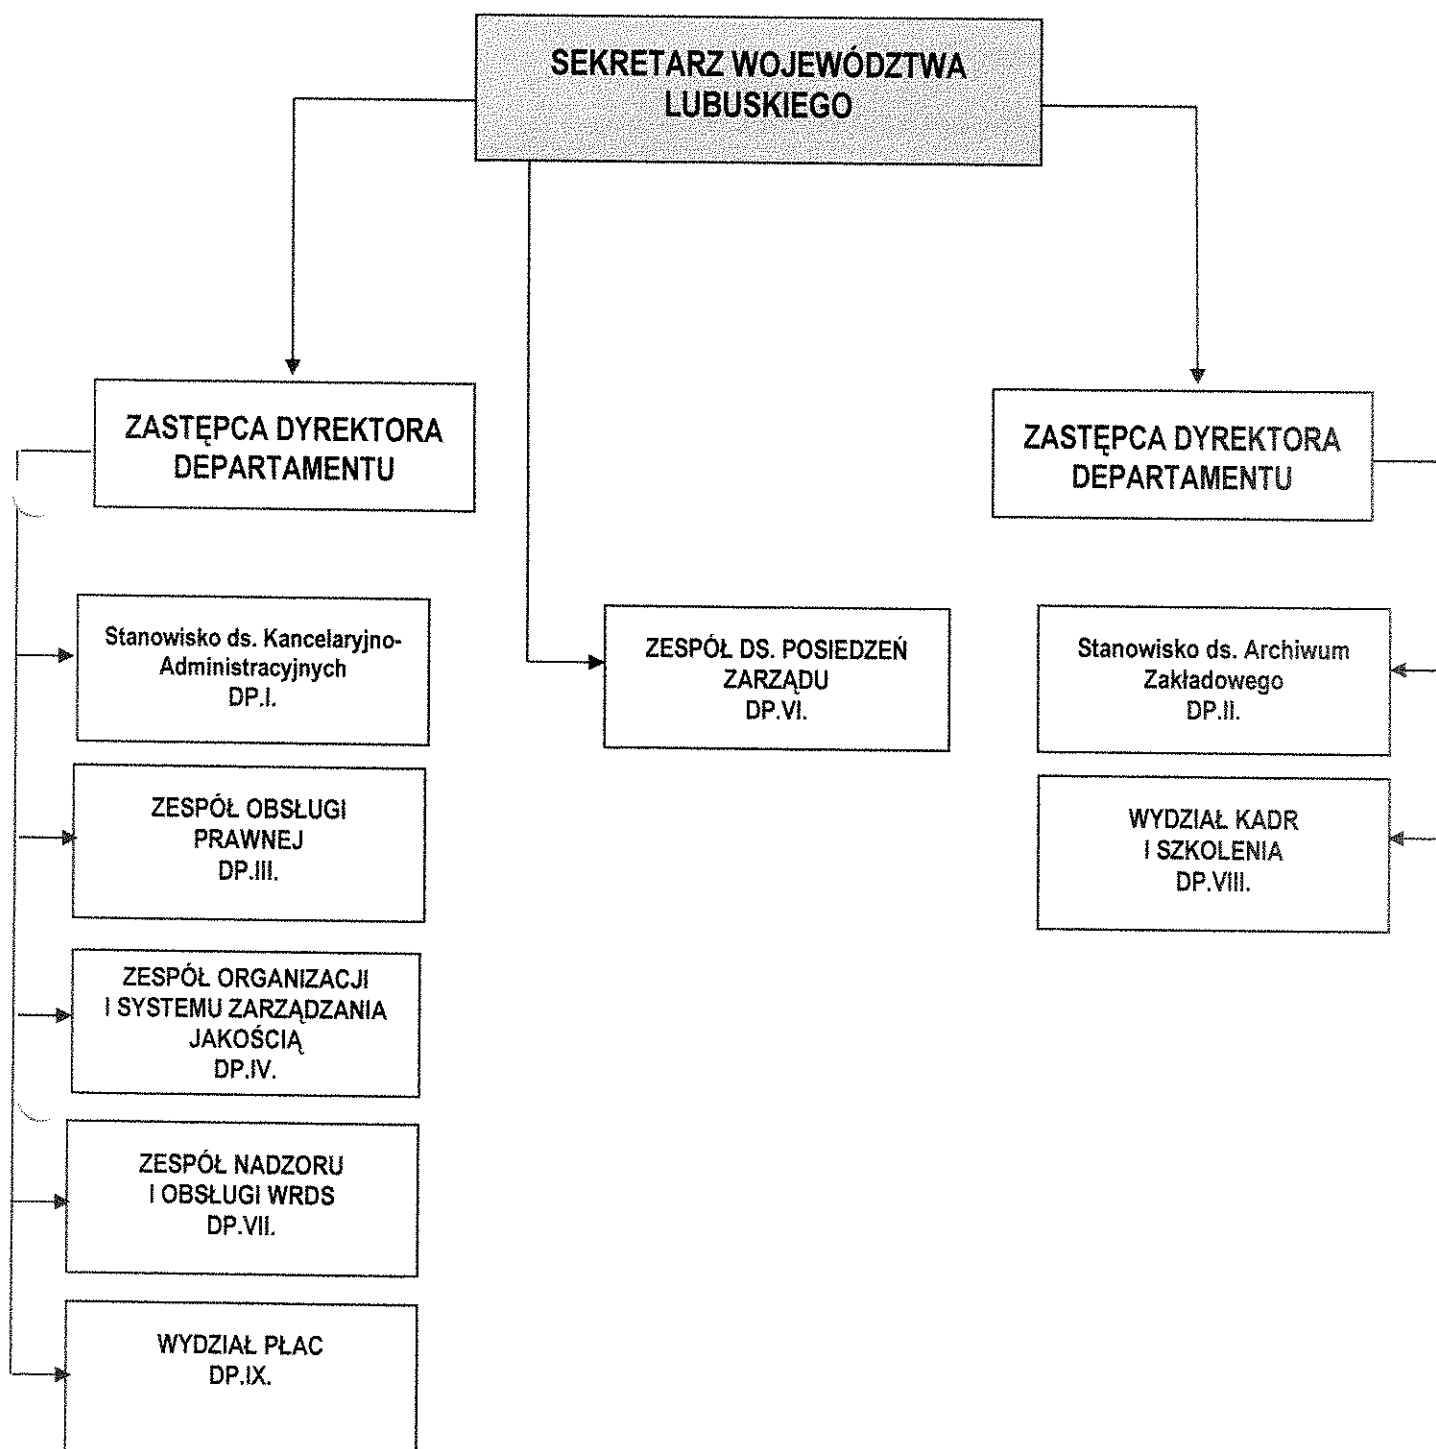 SEKRETARZ WOJEWÓDZTWA
LUBUSKIEGO
ZASTĘPCA DYREKTORA
DEPARTAMENTU
ZASTĘPCA DYREKTORA
DEPARTAMENTU
Stanowisko ds. Kancelaryjno-
Administracyjnych
DP.I.
ZESPÓŁ OBSŁUGI
PRAWNEJ
DP.III.
ZESPÓŁ ORGANIZACJI
I SYSTEMU ZARZĄDZANIA
JAKOŚCIĄ
DP.IV.
ZESPÓŁ NADZORU
I OBSŁUGI WRDS
DP.VII.
WYDZIAŁ PŁAC
DP.IX.
ZESPÓŁ DS. POSIEDZEŃ
ZARZĄDU
DP.VI.
Stanowisko ds. Archiwum
Zakładowego
DP.II.
WYDZIAŁ KADR
I SZKOLENIA
DP.VIII.